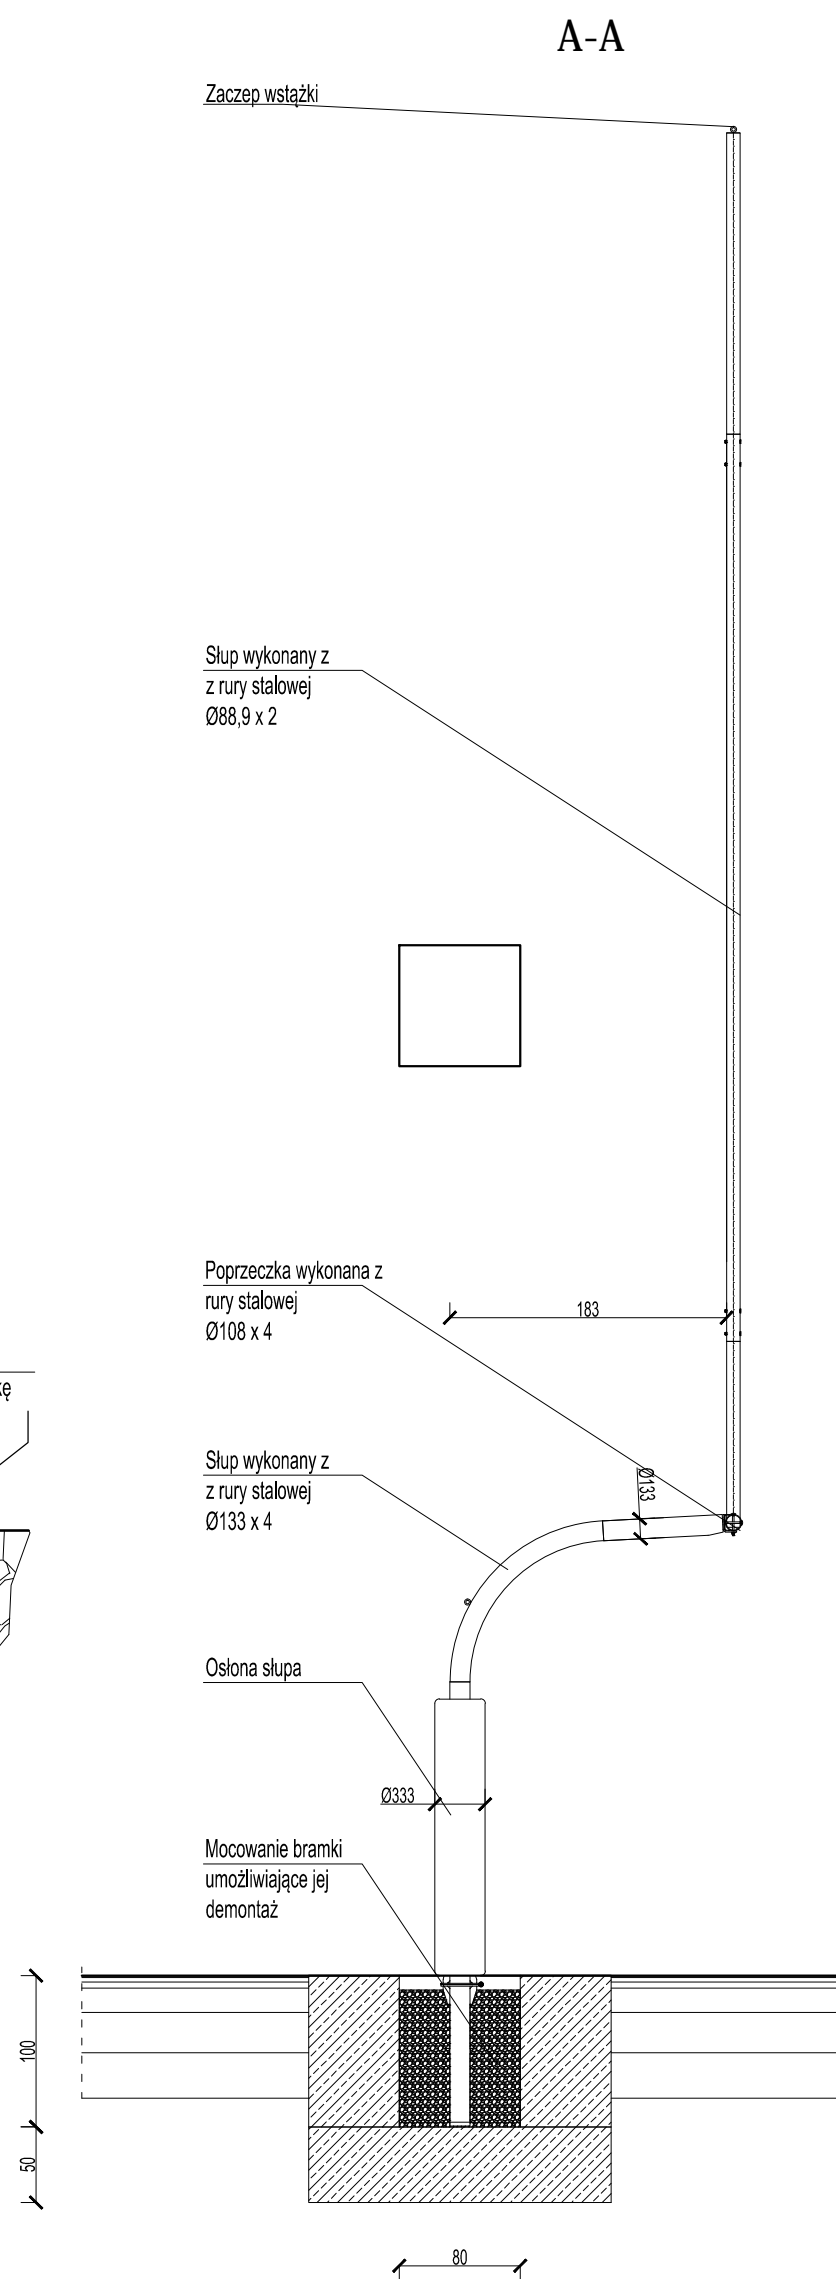 A-A
Zaczep wstążki
Słup wykonany z
z rury stalowej
Ø88,9 x 2
Poprzeczka wykonana z
rury stalowej
Ø108 x 4
183
kę
Słup wykonany z
z rury stalowej
Ø133 x 4
Ø133
Osłona słupa
Ø333
Mocowanie bramki
umożliwiające jej
demontaż
100
50
80